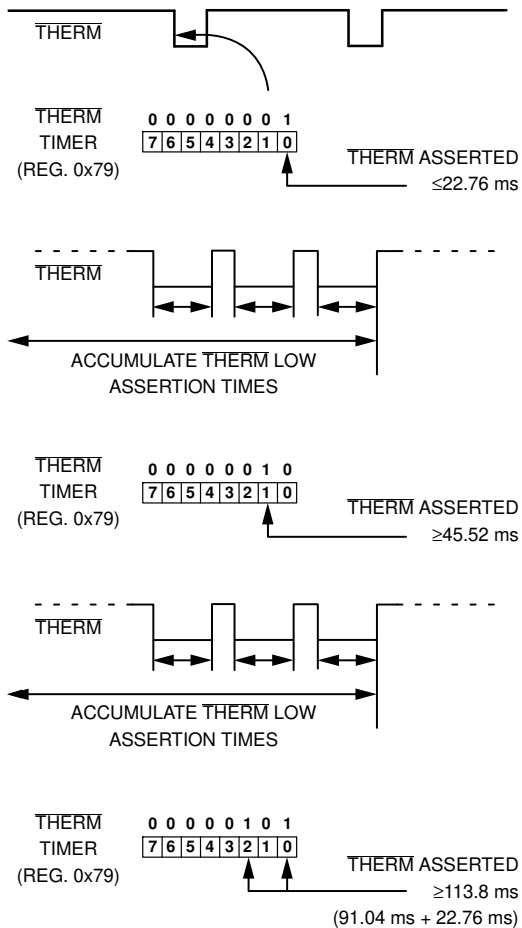 THERM
THERM
TIMER
(REG. 0x79)
0 0 0 0 0 0 0 1
7 6 5 4 3 2 1 0
THERM ASSERTED
≤22.76 ms
THERM
ACCUMULATE THERM LOW
ASSERTION TIMES
THERM
TIMER
(REG. 0x79)
0 0 0 0 0 0 1 0
7 6 5 4 3 2 1 0
THERM ASSERTED
≥45.52 ms
THERM
ACCUMULATE THERM LOW
ASSERTION TIMES
THERM
TIMER
(REG. 0x79)
0 0 0 0 0 1 0 1
7 6 5 4 3 2 1 0
THERM ASSERTED
≥113.8 ms
(91.04 ms + 22.76 ms)